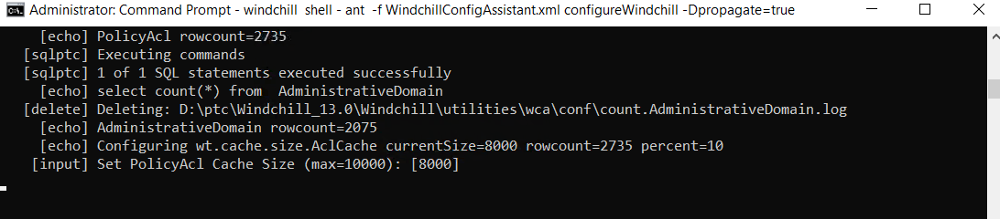 Administrator: Command Prompt - windchill shell - ant -f WindchillConfigAssistant.xml configureWindchill -Dpropagate=true
[echo] PolicyAcl rowcount=2735
[sqlptc] Executing commands
[sqlptc] 1 of 1 SQL statements executed successfully
[echo] select count(*) from  AdministrativeDomain
[delete] Deleting: D:\ptc\Windchill_13.0\Windchill\utilities\wca\conf\count.AdministrativeDomain.log
[echo] AdministrativeDomain rowcount=2075
[echo] Configuring wt.cache.size.AclCache currentSize=8000 rowcount=2735 percent=10
[input] Set PolicyAcl Cache Size (max=10000): [8000]